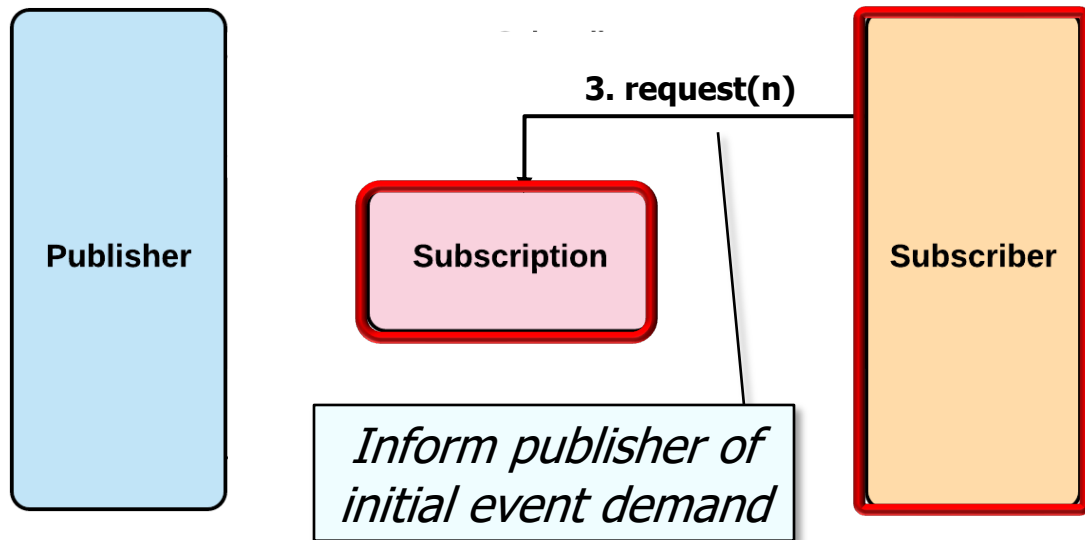 3. request(n)
Publisher
Subscription
Subscriber
Inform publisher of
initial event demand